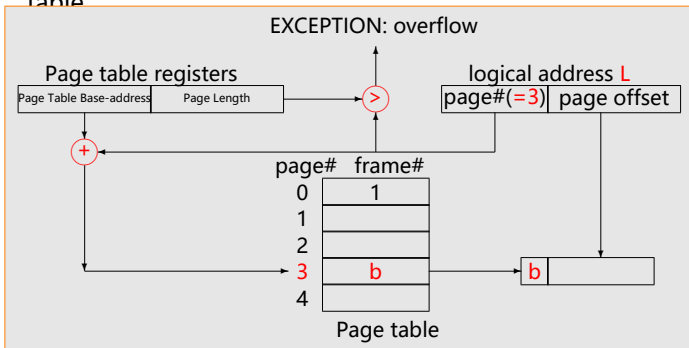 Table
EXCEPTION: overflow
Page table registers
logical address L
Page Table Base-address Page Length
>
page#(=3) page offset
+
page# frame#
0 1
1
2
3 b
b
4
Page table